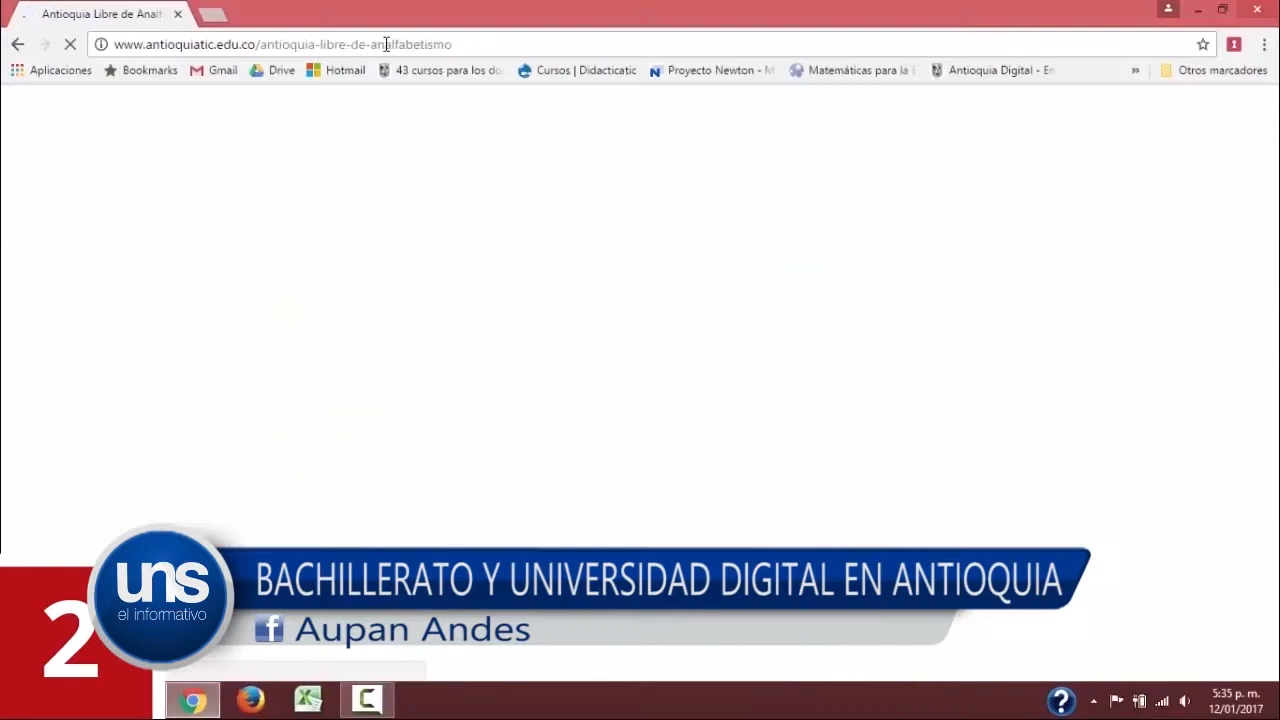 Antioquia Libre de Analf
www.antioquiatic.edu.co/antioquia-libre-de-analfabetismo
Aplicaciones Bookmarks Gmail Drive Hotmail 43 cursos para los do Cursos | Didacticatic Proyecto Newton - M Matemáticas para la Antioquia Digital - En » Otros marcadores
uns
el informativo
BACHILLERATO Y UNIVERSIDAD DIGITAL EN ANTIOQUIA
f Aupan Andes
2
5:35 p. m.
12/01/2017